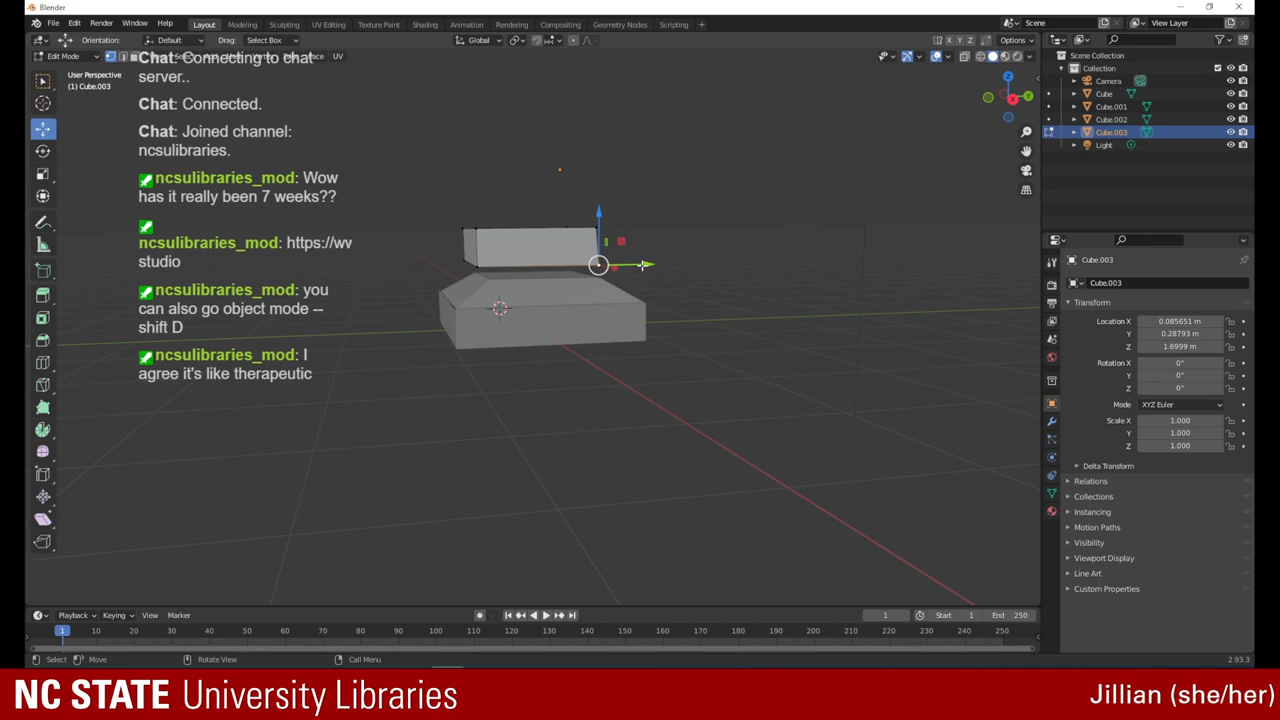 Blender
File Edit Render Window Help
Layout Modeling Sculpting UV Editing Texture Paint Shading Animation Rendering Compositing Geometry Nodes Scripting +
Scene
View Layer
Orientation: Default Drag: Select Box
Global
X Y Z Options
Edit Mode
UV
User Perspective
(1) Cube.003
Chat: Connecting to chat
server..
Chat: Connected.
Chat: Joined channel:
ncsulibraries.
ncsulibraries_mod: Wow
has it really been 7 weeks??
ncsulibraries_mod: https://wv
studio
ncsulibraries_mod: you
can also go object mode --
shift D
ncsulibraries_mod: I
agree it's like therapeutic
Z
Y
X
Scene Collection
Collection
Camera
Cube
Cube.001
Cube.002
Cube.003
Light
Cube.003
Cube.003
Transform
Location X 0.085651 m
Y 0.28793 m
Z 1.6999 m
Rotation X 0°
Y 0°
Z 0°
Mode XYZ Euler
Scale X 1.000
Y 1.000
Z 1.000
Delta Transform
Relations
Collections
Instancing
Motion Paths
Visibility
Viewport Display
Line Art
Custom Properties
Playback Keying View Marker
1 Start 1 End 250
1 10 20 30 40 50 60 70 80 90 100 110 120 130 140 150 160 170 180 190 200 210 220 230 240 250
Select Move Rotate View Call Menu
2.93.3
NC STATE University Libraries
Jillian (she/her)